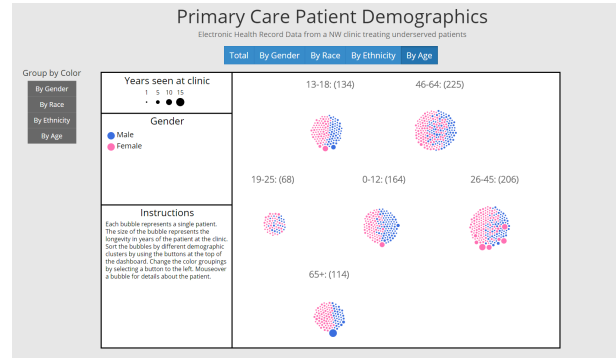 Primary Care Patient Demographics
Electronic Health Record Data from a NW clinic treating underserved patients
Total By Gender By Race By Ethnicity By Age
Group by Color
By Gender
By Race
By Ethnicity
By Age
Years seen at clinic
1 5 10 15
Gender
Male
Female
Instructions
Each bubble represents a single patient.
The size of the bubble represents the
longevity in years of the patient at the clinic.
Sort the bubbles by different demographic
clusters by using the buttons at the top of
the dashboard. Change the color groupings
by selecting a button to the left. Mouseover
a bubble for details about the patient.
13-18: (134)
46-64: (225)
19-25: (68)
0-12: (164)
26-45: (206)
65+: (114)